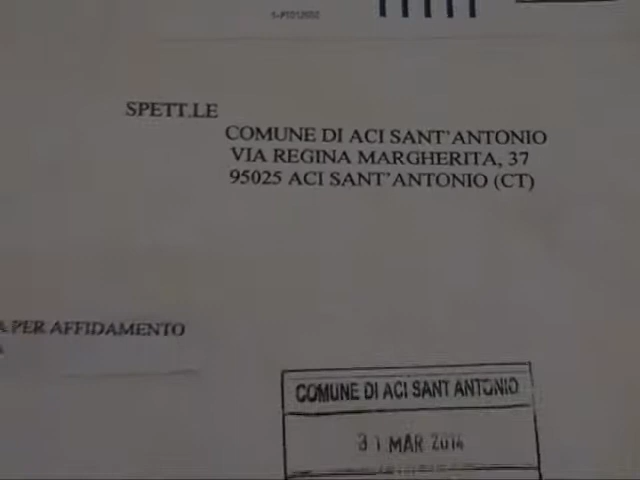 SPETT.LE
COMUNE DI ACI SANT'ANTONIO
VIA REGINA MARGHERITA, 37
95025 ACI SANT'ANTONIO (CT)
A PER AFFIDAMENTO
COMUNE DI ACI SANT'ANTONIO
31 MAR 2014